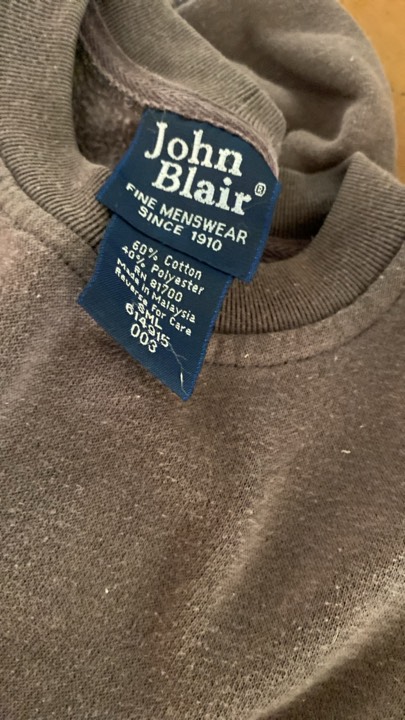 John
Blair®
FINE MENSWEAR
SINCE 1910
60% Cotton
40% Polyester
RN 81700
Made in Malaysia
Reverse For Care
SML
614915
003